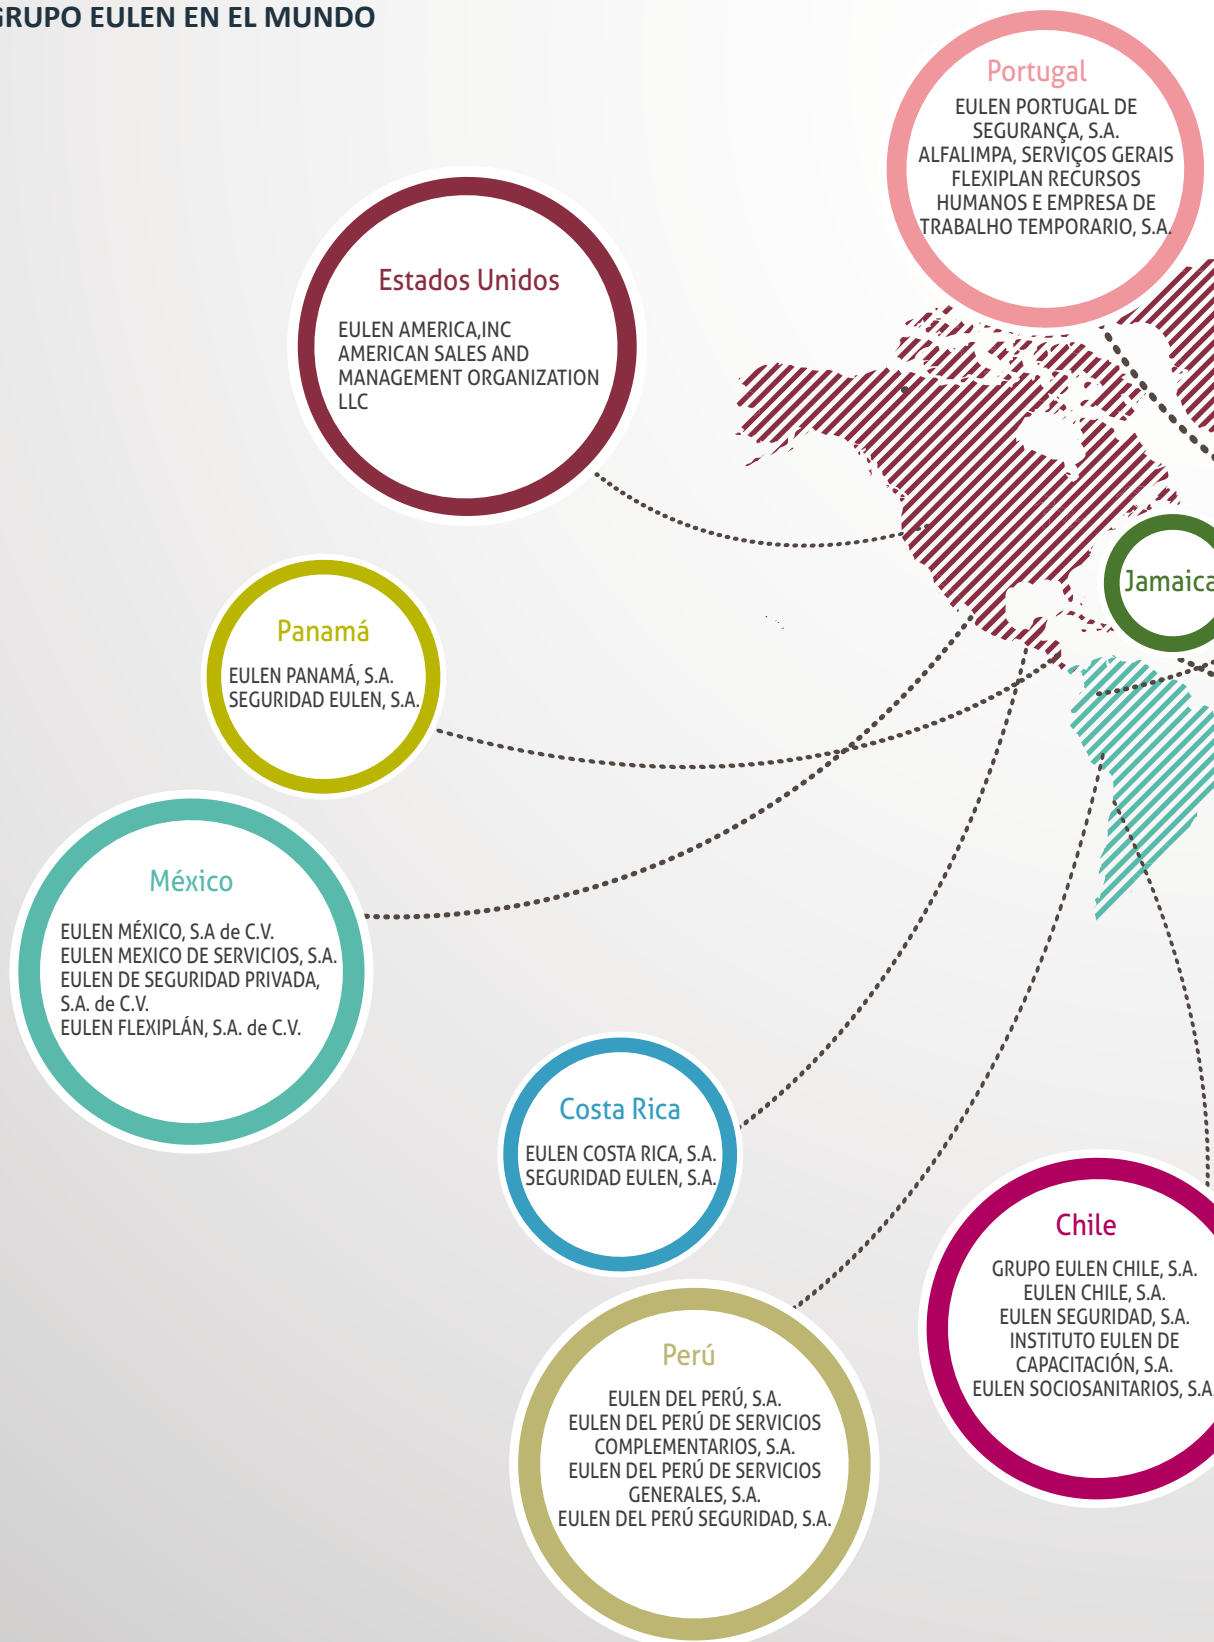 GRUPO EULEN EN EL MUNDO
Portugal
EULEN PORTUGAL DE
SEGURANÇA, S.A.
ALFALIMPA, SERVIÇOS GERAIS
FLEXIPLAN RECURSOS
HUMANOS E EMPRESA DE
TRABALHO TEMPORARIO, S.A.
Estados Unidos
EULEN AMERICA,INC
AMERICAN SALES AND
MANAGEMENT ORGANIZATION
LLC
Jamaica
Panamá
EULEN PANAMÁ, S.A.
SEGURIDAD EULEN, S.A.
México
EULEN MÉXICO, S.A de C.V.
EULEN MEXICO DE SERVICIOS, S.A.
EULEN DE SEGURIDAD PRIVADA,
S.A. de C.V.
EULEN FLEXIPLÁN, S.A. de C.V.
Costa Rica
EULEN COSTA RICA, S.A.
SEGURIDAD EULEN, S.A.
Chile
GRUPO EULEN CHILE, S.A.
EULEN CHILE, S.A.
EULEN SEGURIDAD, S.A.
INSTITUTO EULEN DE
CAPACITACIÓN, S.A.
EULEN SOCIOSANITARIOS, S.A.
Perú
EULEN DEL PERÚ, S.A.
EULEN DEL PERÚ DE SERVICIOS
COMPLEMENTARIOS, S.A.
EULEN DEL PERÚ DE SERVICIOS
GENERALES, S.A.
EULEN DEL PERÚ SEGURIDAD, S.A.